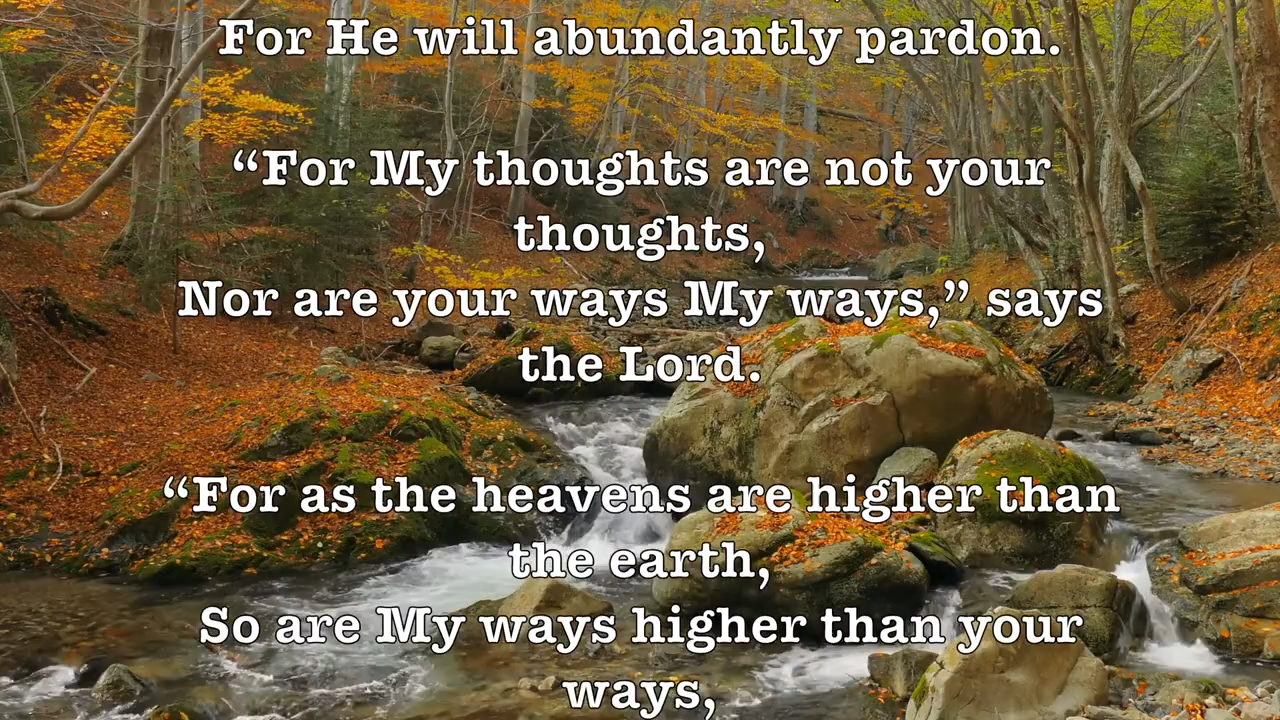 For He will abundantly pardon.
“For My thoughts are not your
thoughts,
Nor are your ways My ways,” says
the Lord.
“For as the heavens are higher than
the earth,
So are My ways higher than your
ways,